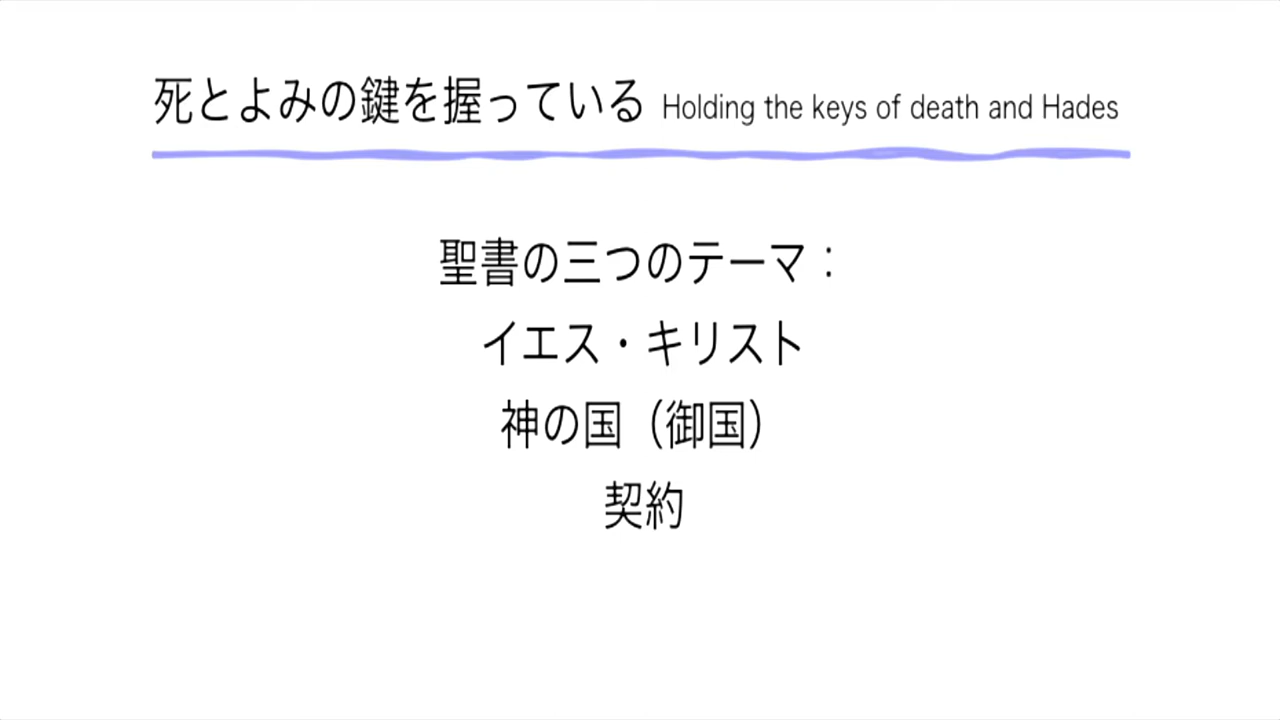 死とよみの鍵を握っている Holding the keys of death and Hades
聖書の三つのテーマ：
イエス・キリスト
神の国（御国）
契約